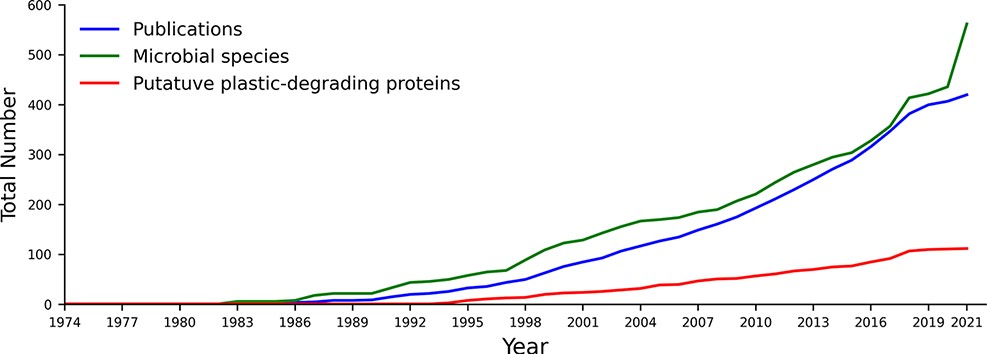 600
500
400
300
200
100
0
Total Number
Publications
Microbial species
Putatuve plastic-degrading proteins
1974 1977 1980 1983 1986 1989 1992 1995 1998 2001 2004 2007 2010 2013 2016 2019 2021
Year